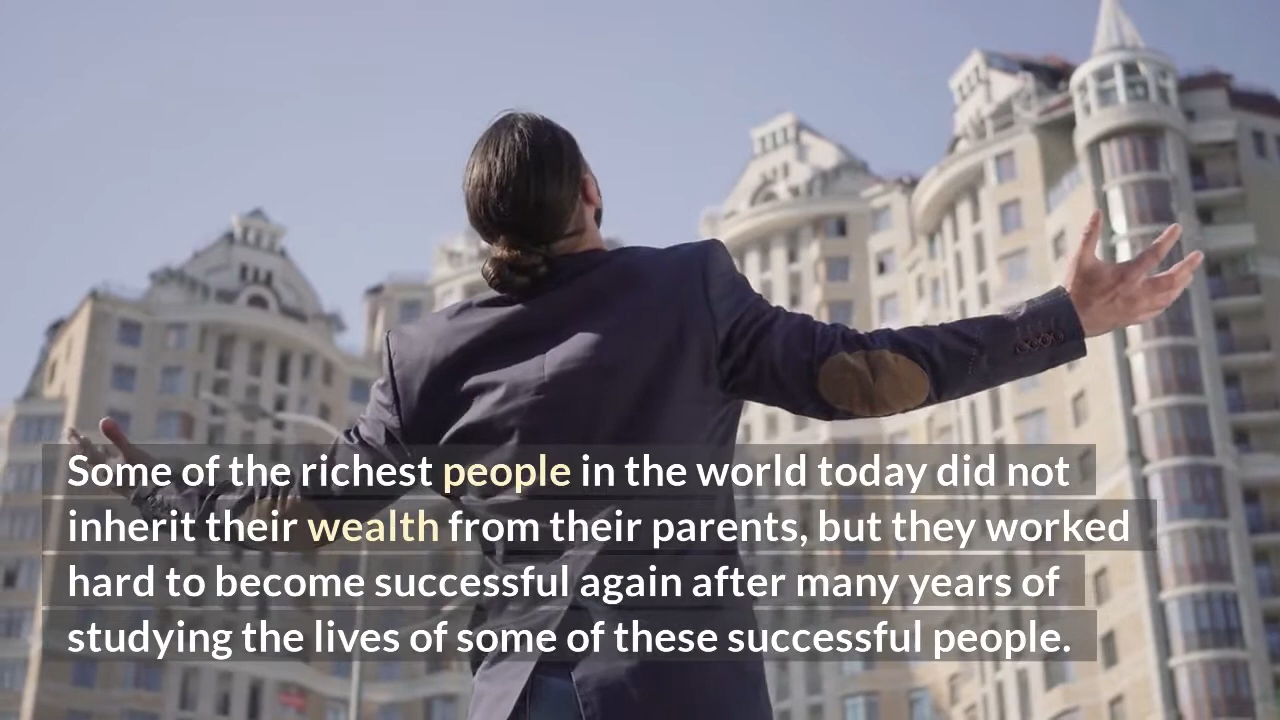 Some of the richest people in the world today did not
inherit their wealth from their parents, but they worked
hard to become successful again after many years of
studying the lives of some of these successful people.